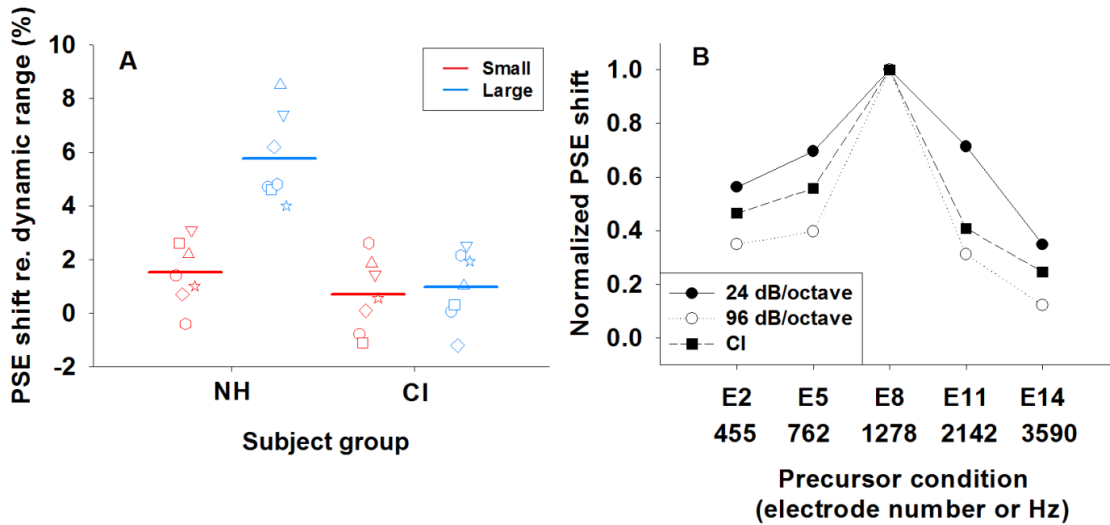 PSE shift re. dynamic range (%)
10
8
6
4
2
0
-2
A
Small
Large
NH
CI
Subject group
Normalized PSE shift
1.0
0.8
0.6
0.4
0.2
0.0
B
24 dB/octave
96 dB/octave
CI
E2 E5 E8 E11 E14
455 762 1278 2142 3590
Precursor condition
(electrode number or Hz)